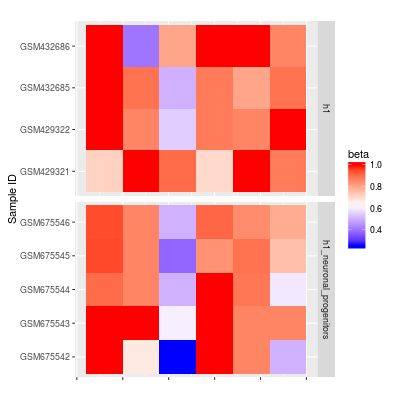 GSM432686
GSM432685
GSM429322
GSM429321
h1
GSM675546
GSM675545
GSM675544
GSM675543
GSM675542
h1_neuronal_progenitors
Sample ID
beta
1.0
0.8
0.6
0.4